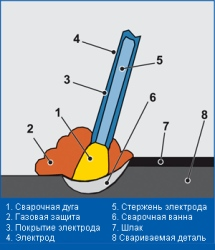 4
5
3
1
2
6
7
8
1. Сварочная дуга
2. Газовая защита
3. Покрытие электрода
4. Электрод
5. Стержень электрода
6. Сварочная ванна
7. Шлак
8 Свариваемая деталь